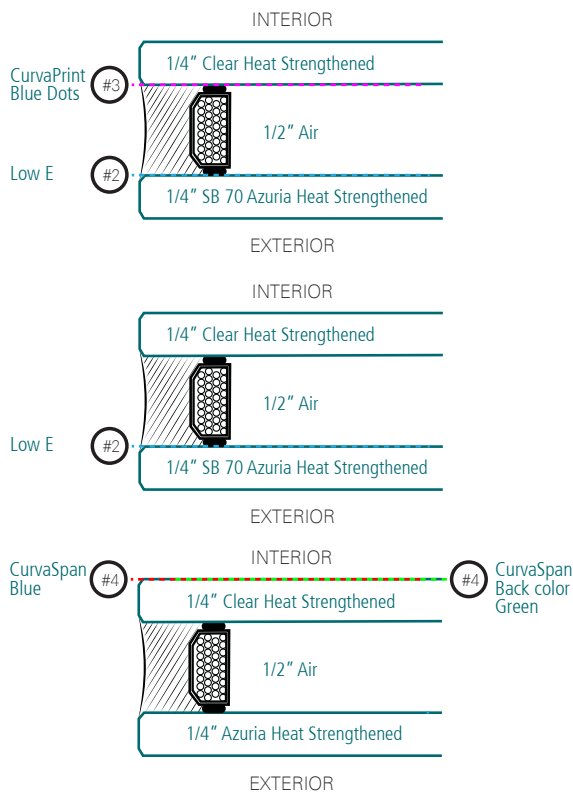 INTERIOR
1/4” Clear Heat Strengthened
CurvaPrint
Blue Dots
#3
1/2” Air
Low E
#2
1/4” SB 70 Azuria Heat Strengthened
EXTERIOR
INTERIOR
1/4” Clear Heat Strengthened
1/2” Air
Low E
#2
1/4” SB 70 Azuria Heat Strengthened
EXTERIOR
INTERIOR
CurvaSpan
Blue
#4
#4
CurvaSpan
Back color
Green
1/4” Clear Heat Strengthened
1/2” Air
1/4” Azuria Heat Strengthened
EXTERIOR